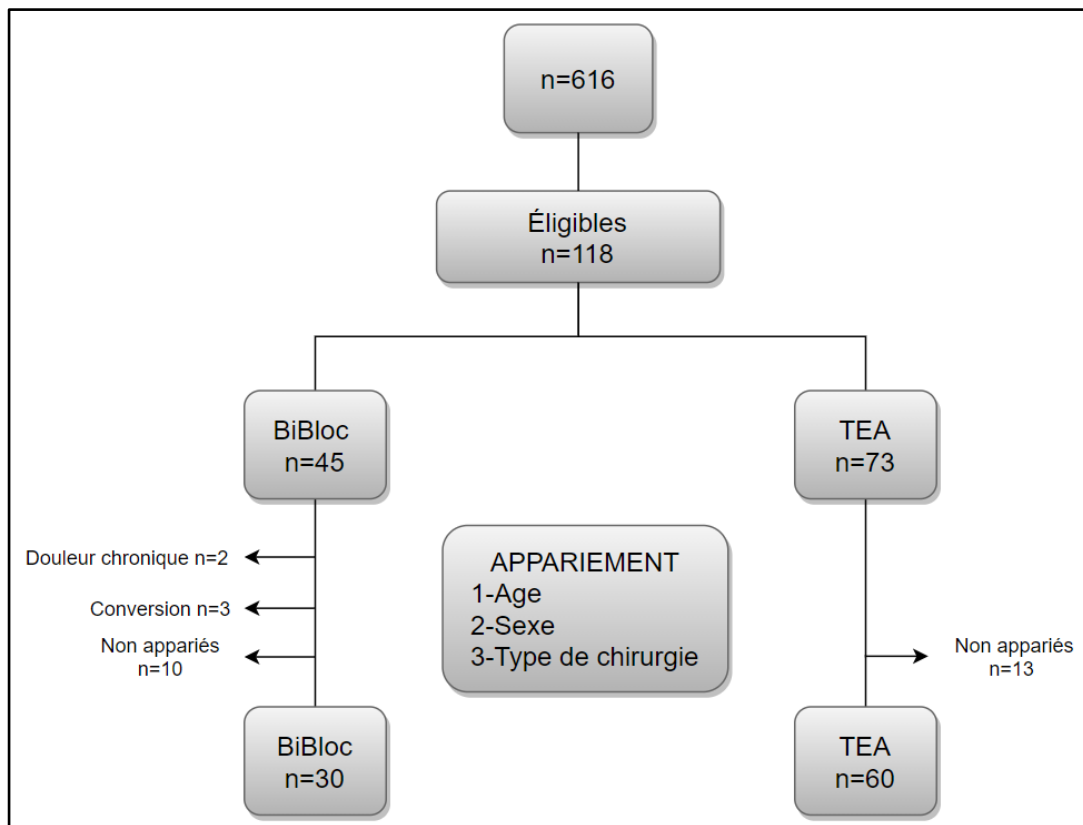 n=616
Éligibles
n=118
BiBloc
n=45
TEA
n=73
Douleur chronique n=2
Conversion n=3
Non appariés
n=10
APPARIEMENT
1-Age
2-Sexe
3-Type de chirurgie
Non appariés
n=13
BiBloc
n=30
TEA
n=60